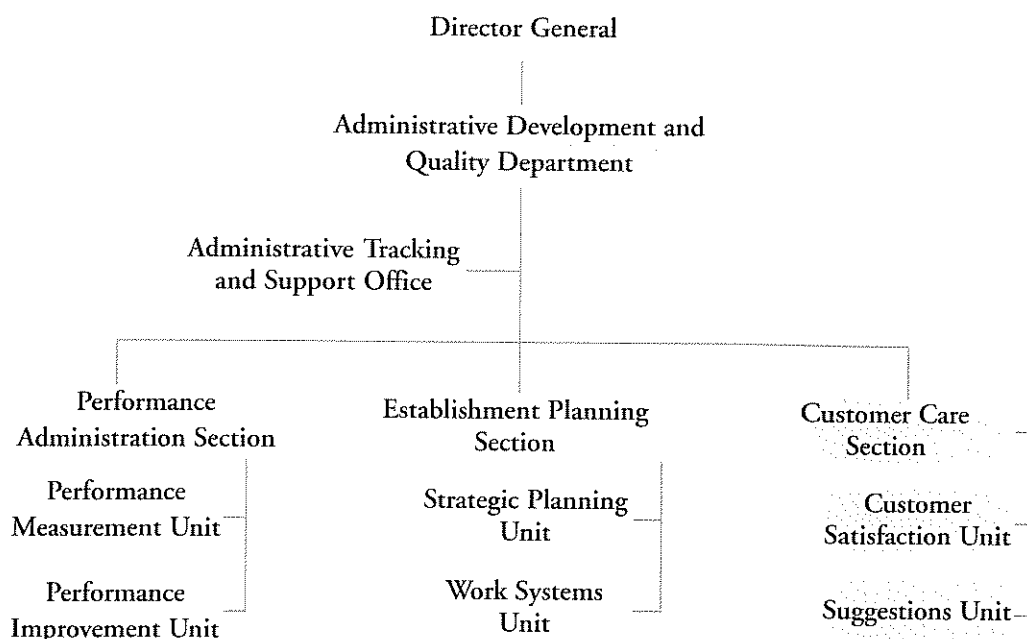 Director General
Administrative Development and
Quality Department
Administrative Tracking
and Support Office
Performance
Administration Section
Performance
Measurement Unit
Performance
Improvement Unit
Establishment Planning
Section
Strategic Planning
Unit
Work Systems
Unit
Customer Care
Section
Customer
Satisfaction Unit
Suggestions Unit